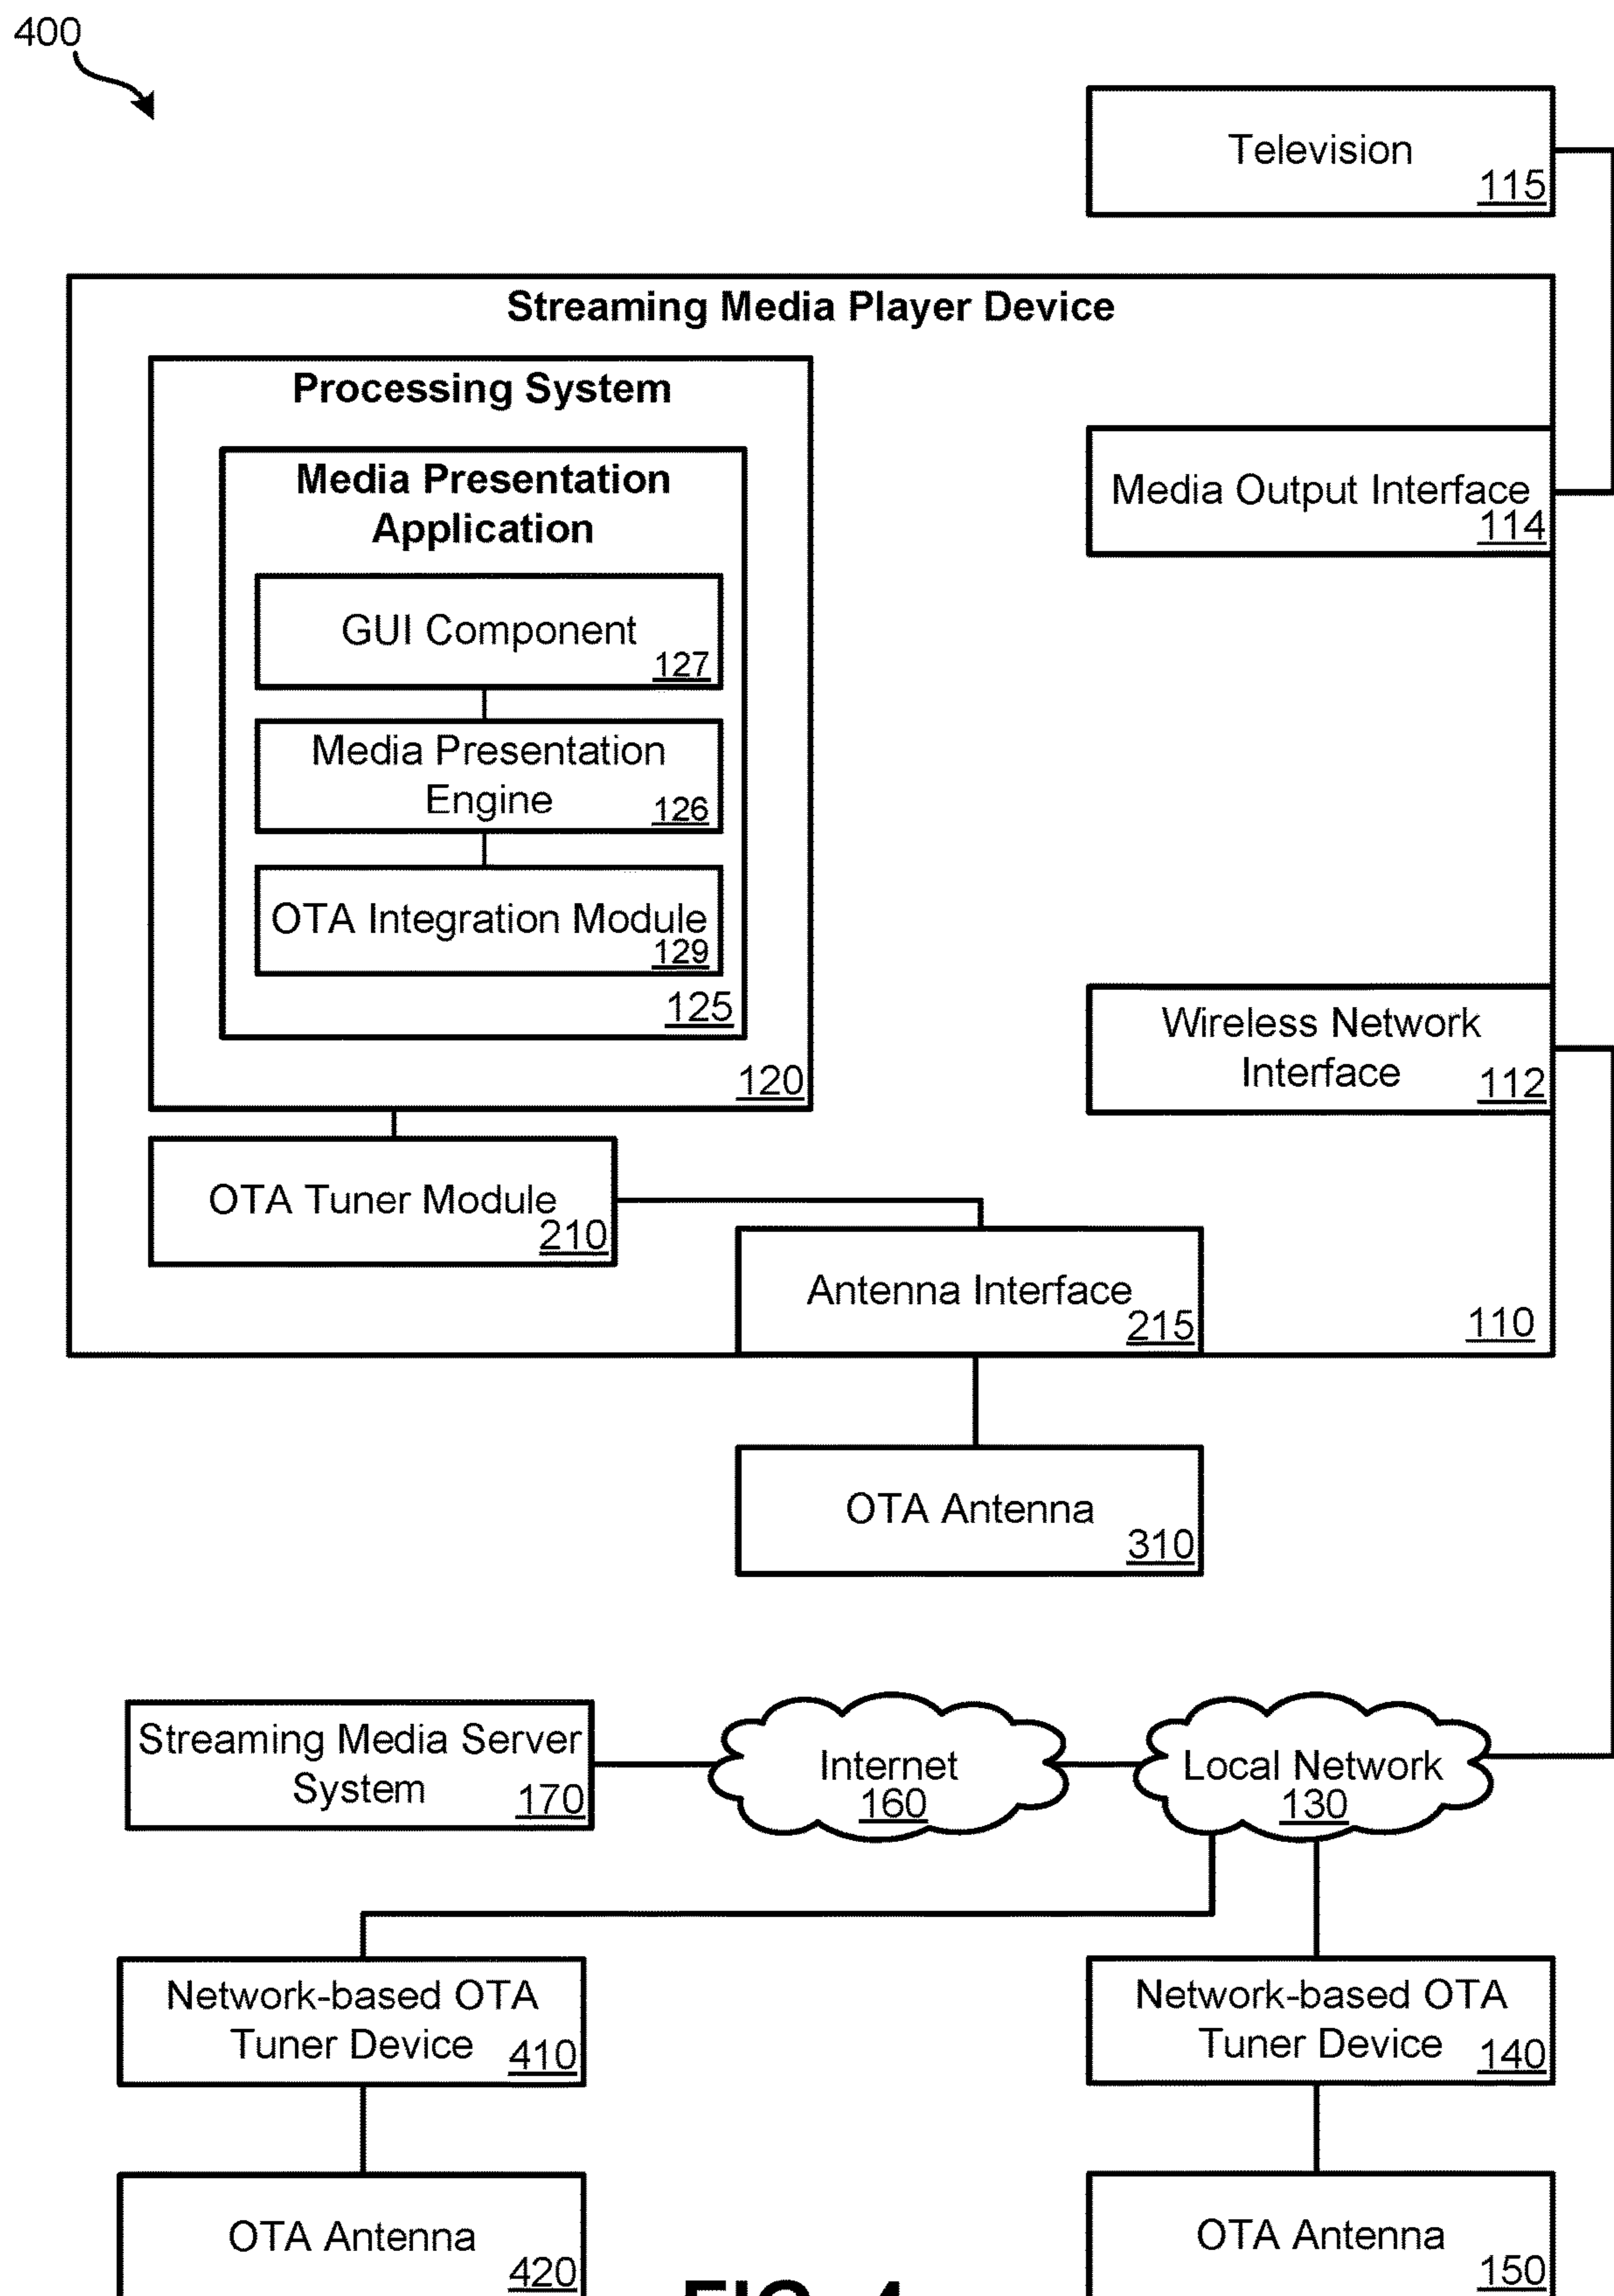 400
Television
115
Streaming Media Player Device
Processing System
Media Presentation
Application
GUI Component
127
Media Presentation
Engine
126
OTA Integration Module
129
125
120
Media Output Interface
114
Wireless Network
Interface
112
OTA Tuner Module
210
Antenna Interface
215
110
OTA Antenna
310
Streaming Media Server
System
170
Internet
160
Local Network
130
Network-based OTA
Tuner Device
410
Network-based OTA
Tuner Device
140
OTA Antenna
420
OTA Antenna
150